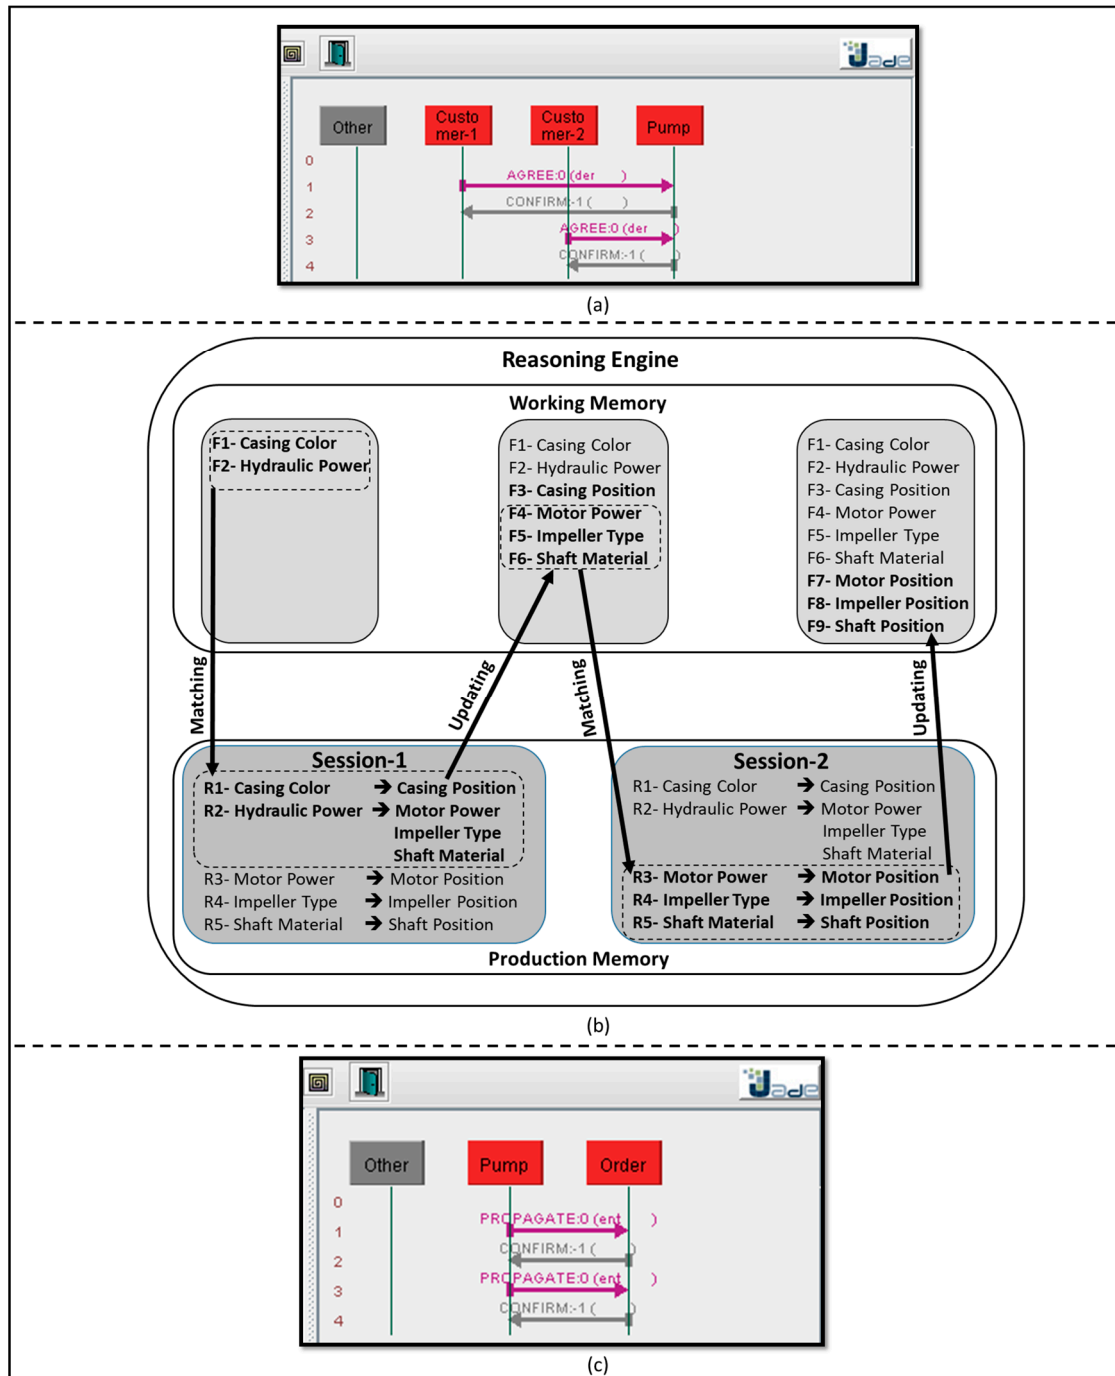 Jade
Other
Custo
mer-1
Custo
mer-2
Pump
0
AGREE:0 (der )
1
CONFIRM:-1 ( )
2
AGREE:0 (der )
3
CONFIRM:-1 ( )
4
(a)
Reasoning Engine
Working Memory
F1- Casing Color
F2- Hydraulic Power
F1- Casing Color
F2- Hydraulic Power
F3- Casing Position
F4- Motor Power
F5- Impeller Type
F6- Shaft Material
F1- Casing Color
F2- Hydraulic Power
F3- Casing Position
F4- Motor Power
F5- Impeller Type
F6- Shaft Material
F7- Motor Position
F8- Impeller Position
F9- Shaft Position
Matching
Updating
Matching
Updating
Session-1
R1- Casing Color ➔ Casing Position
R2- Hydraulic Power ➔ Motor Power
Impeller Type
Shaft Material
R3- Motor Power ➔ Motor Position
R4- Impeller Type ➔ Impeller Position
R5- Shaft Material ➔ Shaft Position
Session-2
R1- Casing Color ➔ Casing Position
R2- Hydraulic Power ➔ Motor Power
Impeller Type
Shaft Material
R3- Motor Power ➔ Motor Position
R4- Impeller Type ➔ Impeller Position
R5- Shaft Material ➔ Shaft Position
Production Memory
(b)
Jade
Other
Pump
Order
0
PROPAGATE:0 (ent )
1
CONFIRM:-1 ( )
2
PROPAGATE:0 (ent )
3
CONFIRM:-1 ( )
4
(c)